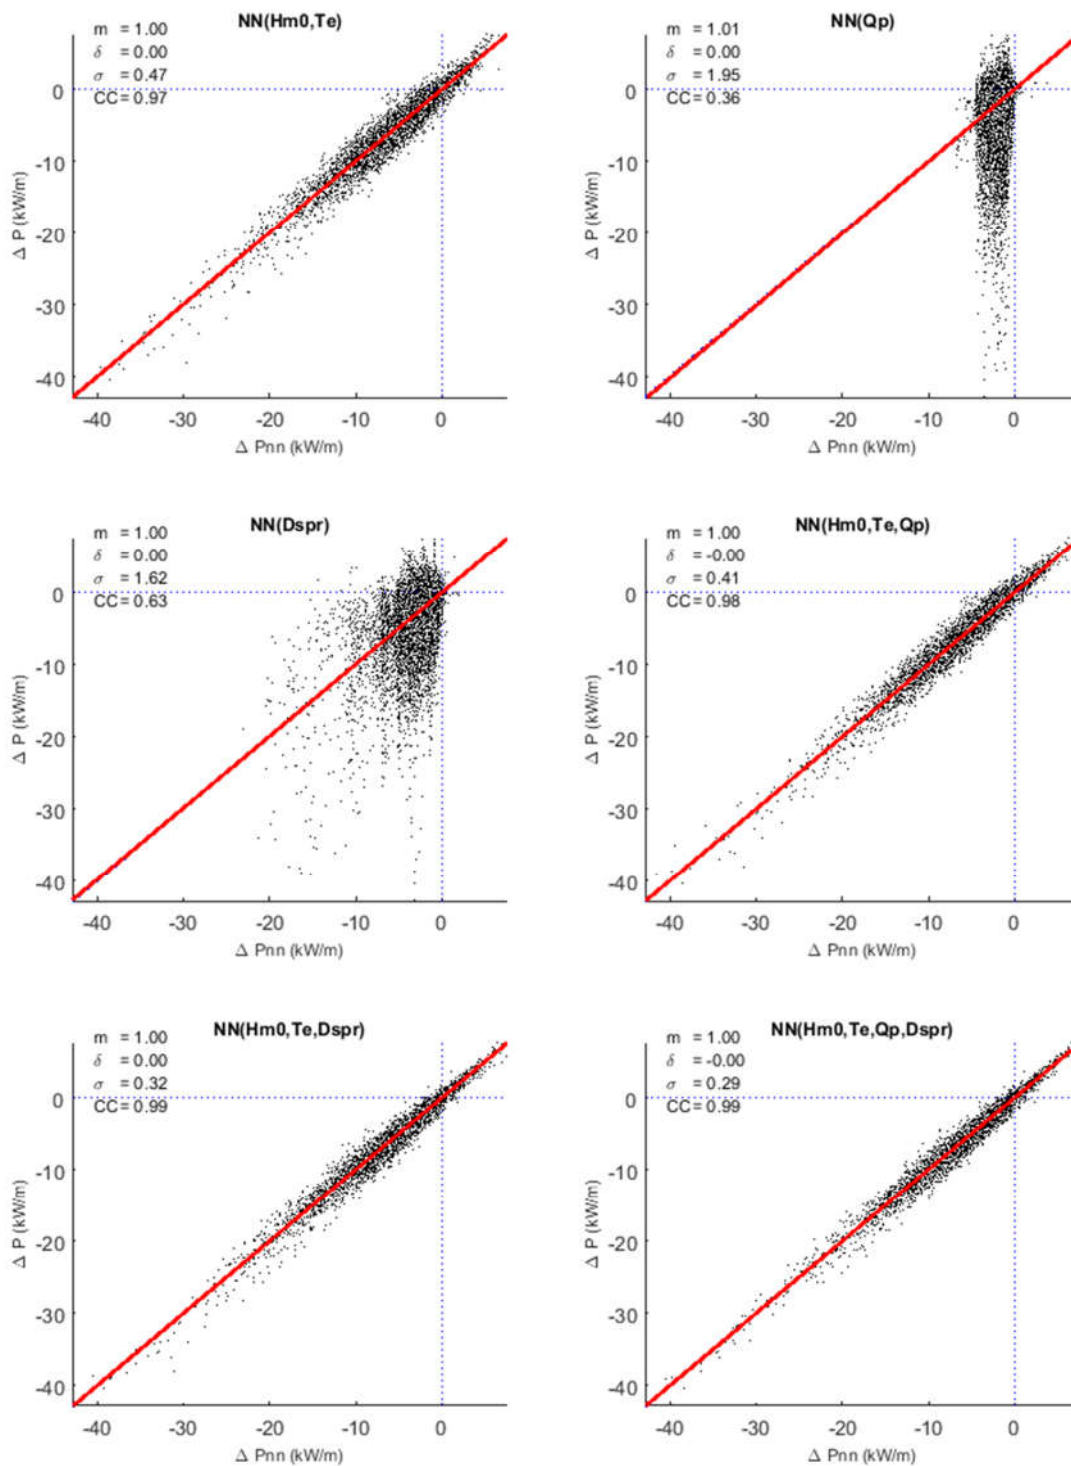 NN(Hm0,Te)
m = 1.00
δ = 0.00
σ = 0.47
CC = 0.97
0
-10
-20
-30
-40
Δ P (kW/m)
-40 -30 -20 -10 0
Δ Pnn (kW/m)
NN(Qp)
m = 1.01
δ = 0.00
σ = 1.95
CC = 0.36
0
-10
-20
-30
-40
Δ P (kW/m)
-40 -30 -20 -10 0
Δ Pnn (kW/m)
NN(Dspr)
m = 1.00
δ = 0.00
σ = 1.62
CC = 0.63
0
-10
-20
-30
-40
Δ P (kW/m)
-40 -30 -20 -10 0
Δ Pnn (kW/m)
NN(Hm0,Te,Qp)
m = 1.00
δ = -0.00
σ = 0.41
CC = 0.98
0
-10
-20
-30
-40
Δ P (kW/m)
-40 -30 -20 -10 0
Δ Pnn (kW/m)
NN(Hm0,Te,Dspr)
m = 1.00
δ = 0.00
σ = 0.32
CC = 0.99
0
-10
-20
-30
-40
Δ P (kW/m)
-40 -30 -20 -10 0
Δ Pnn (kW/m)
NN(Hm0,Te,Qp,Dspr)
m = 1.00
δ = -0.00
σ = 0.29
CC = 0.99
0
-10
-20
-30
-40
Δ P (kW/m)
-40 -30 -20 -10 0
Δ Pnn (kW/m)